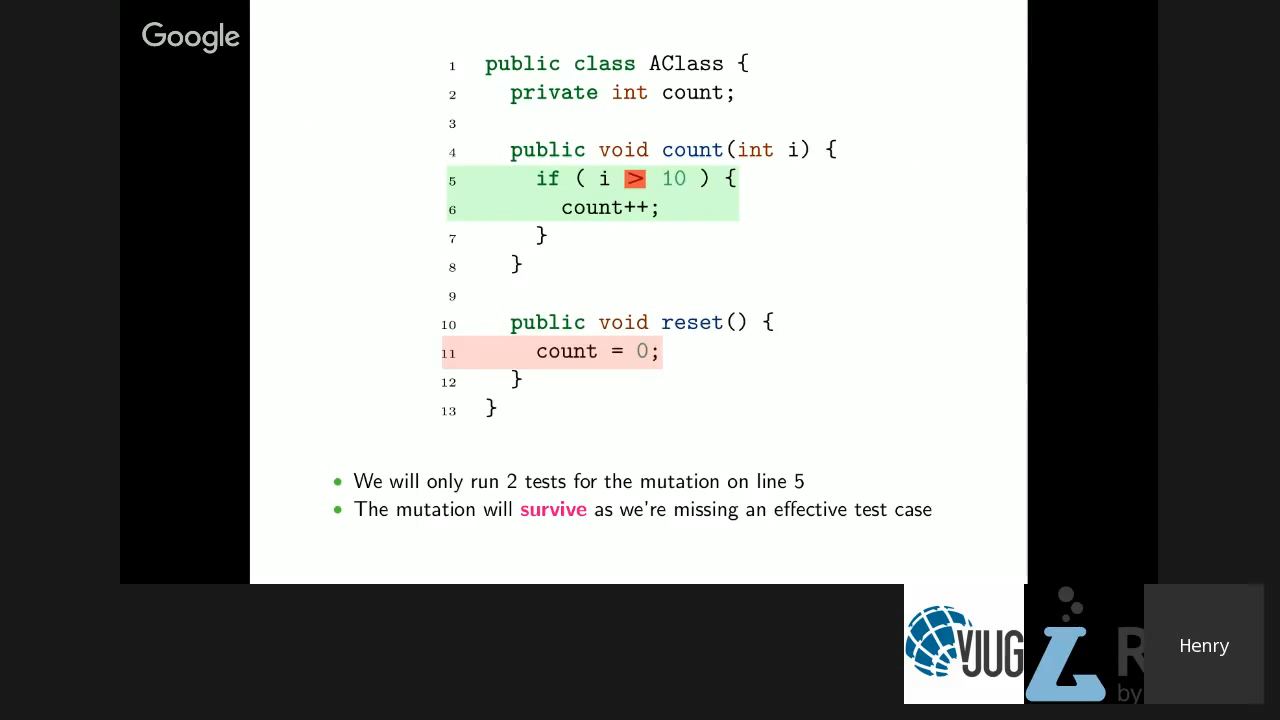 Google
1 public class AClass {
2 private int count;
3
4 public void count(int i) {
5 if ( i > 10 ) {
6 count++;
7 }
8 }
9
10 public void reset() {
11 count = 0;
12 }
13 }
• We will only run 2 tests for the mutation on line 5
• The mutation will survive as we're missing an effective test case
vJUG
R
by
Henry